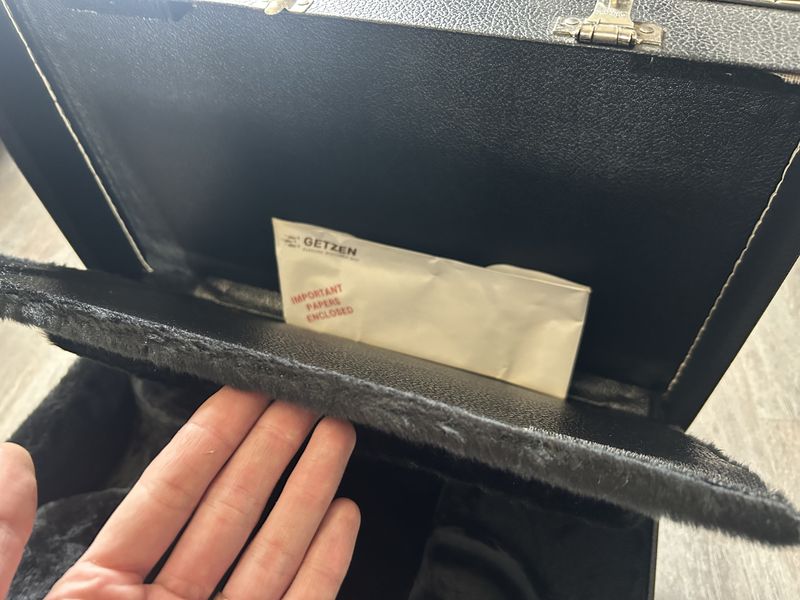 GETZEN
IMPORTANT
PAPERS
ENCLOSED